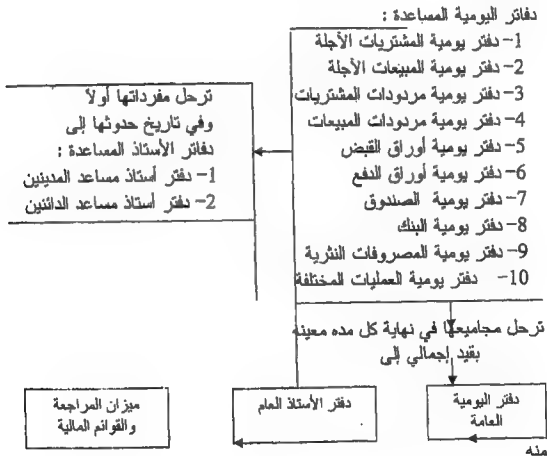 دفاتر اليومية المساعدة :
1- دفتر يومية المشتريات الآجلة
2- دفتر يومية المبيعات الآجلة
3- دفتر يومية مردودات المشتريات
4- دفتر يومية مردودات المبيعات
5- دفتر يومية أوراق القبض
6- دفتر يومية أوراق الدفع
7- دفتر يومية الصندوق
8- دفتر يومية البنك
9- دفتر يومية المصروفات النثرية
10- دفتر يومية العمليات المختلفة
ترحل مفرداتها أولاً
وفي تاريخ حدوثها إلى
دفاتر الأستاذ المساعدة :
1- دفتر أستاذ مساعد المدينين
2- دفتر أستاذ مساعد الدائنين
ترحل مجاميعها في نهاية كل مده معينه
بقيد إجمالي إلى
دفتر اليومية
العامة
منه
دفتر الأستاذ العام
ميزان المراجعة
والقوائم المالية